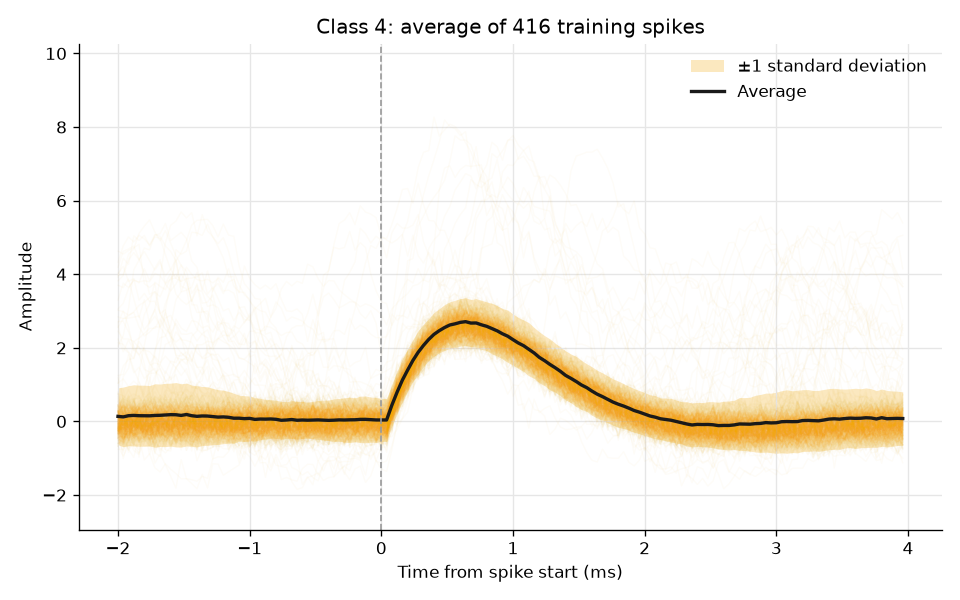 Class 4: average of 416 training spikes
±1 standard deviation
Average
Amplitude
10
8
6
4
2
0
−2
−2 −1 0 1 2 3 4
Time from spike start (ms)